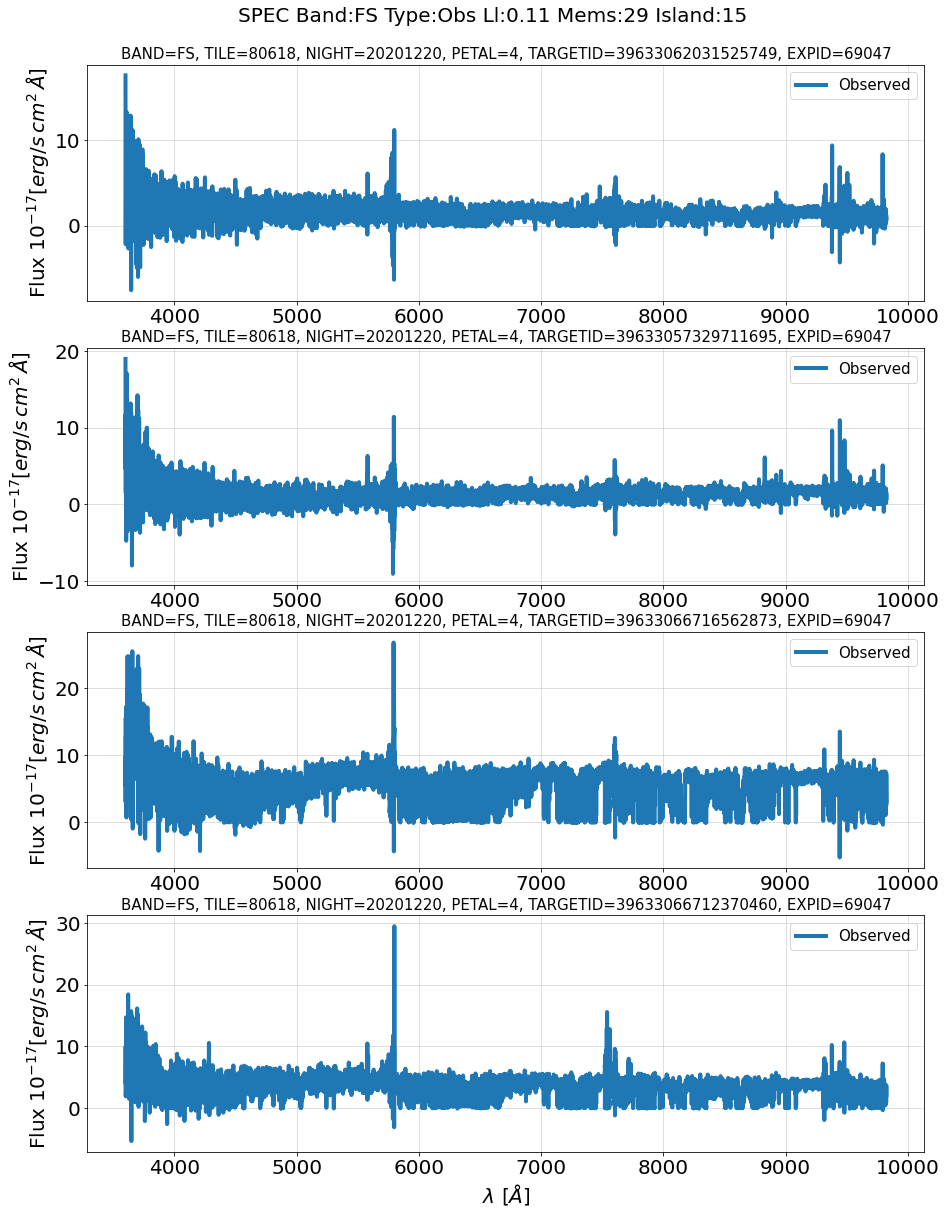 SPEC Band:FS Type:Obs Ll:0.11 Mems:29 Island:15
BAND=FS, TILE=80618, NIGHT=20201220, PETAL=4, TARGETID=39633062031525749, EXPID=69047
Observed
10
0
Flux 10^{-17}[erg/s cm^2 Å]
4000 5000 6000 7000 8000 9000 10000
BAND=FS, TILE=80618, NIGHT=20201220, PETAL=4, TARGETID=39633057329711695, EXPID=69047
Observed
20
10
0
−10
Flux 10^{-17}[erg/s cm^2 Å]
4000 5000 6000 7000 8000 9000 10000
BAND=FS, TILE=80618, NIGHT=20201220, PETAL=4, TARGETID=39633066716562873, EXPID=69047
Observed
20
10
0
Flux 10^{-17}[erg/s cm^2 Å]
4000 5000 6000 7000 8000 9000 10000
BAND=FS, TILE=80618, NIGHT=20201220, PETAL=4, TARGETID=39633066712370460, EXPID=69047
Observed
30
20
10
0
Flux 10^{-17}[erg/s cm^2 Å]
4000 5000 6000 7000 8000 9000 10000
λ [Å]